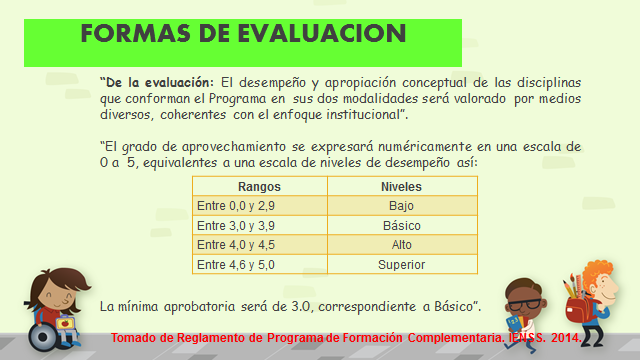 FORMAS DE EVALUACION
“De la evaluación: El desempeño y apropiación conceptual de las disciplinas
que conforman el Programa en sus dos modalidades será valorado por medios
diversos, coherentes con el enfoque institucional”.
“El grado de aprovechamiento se expresará numéricamente en una escala de
0 a 5, equivalentes a una escala de niveles de desempeño así:
Rangos Niveles
Entre 0,0 y 2,9 Bajo
Entre 3,0 y 3,9 Básico
Entre 4,0 y 4,5 Alto
Entre 4,6 y 5,0 Superior
La mínima aprobatoria será de 3.0, correspondiente a Básico”.
Tomado de Reglamento de Programa de Formación Complementaria. IENSS. 2014.